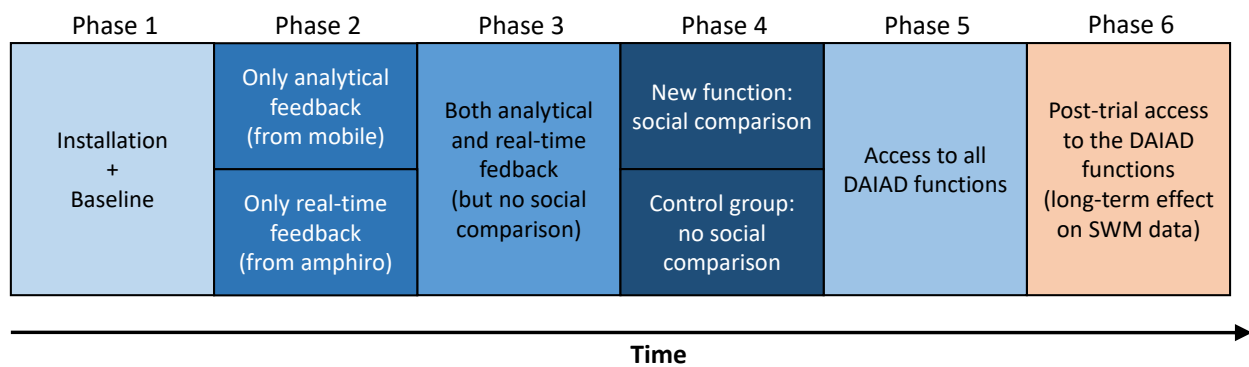 Phase 1
Phase 2
Phase 3
Phase 4
Phase 5
Phase 6
Installation
+
Baseline
Only analytical
feedback
(from mobile)
Only real-time
feedback
(from amphiro)
Both analytical
and real-time
fedback
(but no social
comparison)
New function:
social comparison
Control group:
no social
comparison
Access to all
DAIAD functions
Post-trial access
to the DAIAD
functions
(long-term effect
on SWM data)
Time